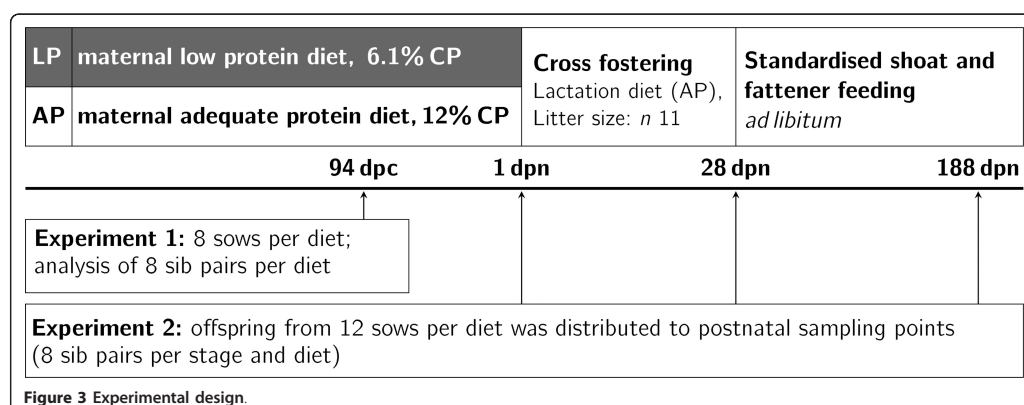 LP maternal low protein diet, 6.1% CP
AP maternal adequate protein diet, 12% CP
Cross fostering
Lactation diet (AP),
Litter size: n 11
Standardised shoat and
fattener feeding
ad libitum
94 dpc 1 dpn 28 dpn 188 dpn
Experiment 1: 8 sows per diet;
analysis of 8 sib pairs per diet
Experiment 2: offspring from 12 sows per diet was distributed to postnatal sampling points
(8 sib pairs per stage and diet)
Figure 3 Experimental design.